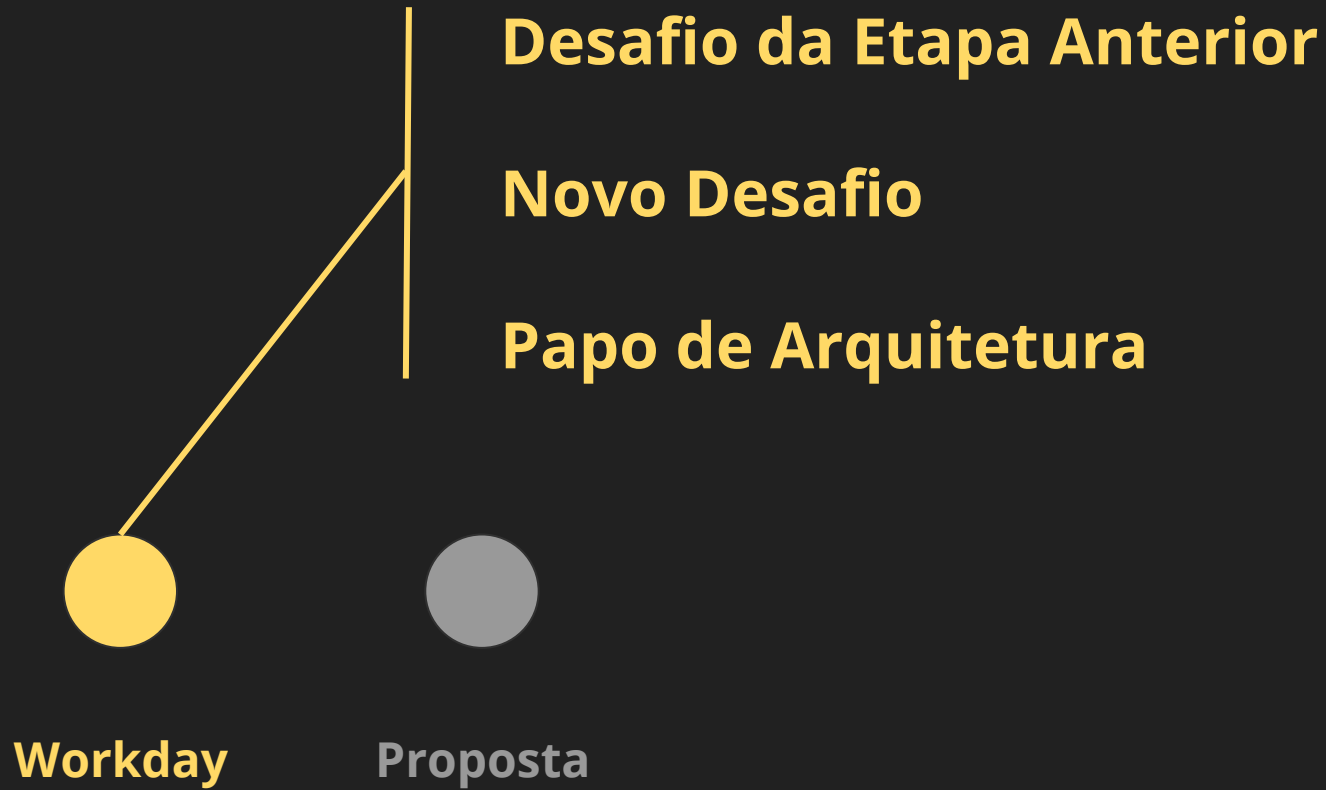 Desafio da Etapa Anterior
Novo Desafio
Papo de Arquitetura
Workday
Proposta